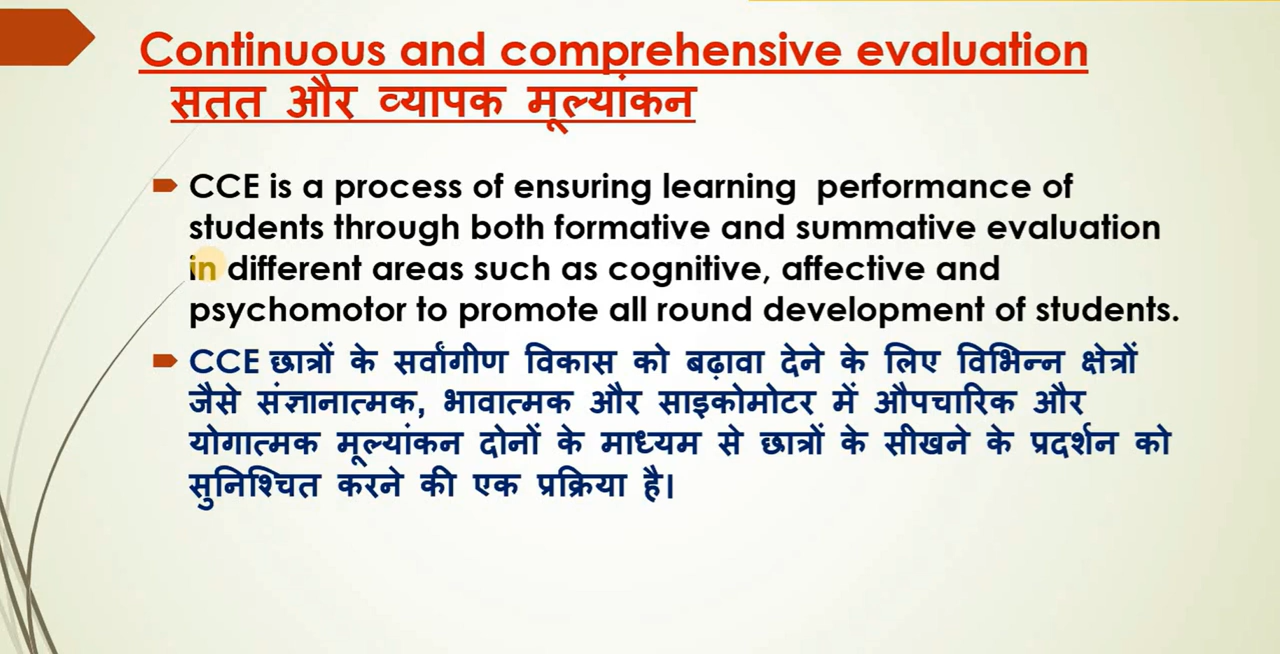 Continuous and comprehensive evaluation
सतत और व्यापक मूल्यांकन
CCE is a process of ensuring learning performance of
students through both formative and summative evaluation
in different areas such as cognitive, affective and
psychomotor to promote all round development of students.
CCE छात्रों के सर्वांगीण विकास को बढ़ावा देने के लिए विभिन्न क्षेत्रों
जैसे संज्ञानात्मक, भावात्मक और साइकोमोटर में औपचारिक और
योगात्मक मूल्यांकन दोनों के माध्यम से छात्रों के सीखने के प्रदर्शन को
सुनिश्चित करने की एक प्रक्रिया है।